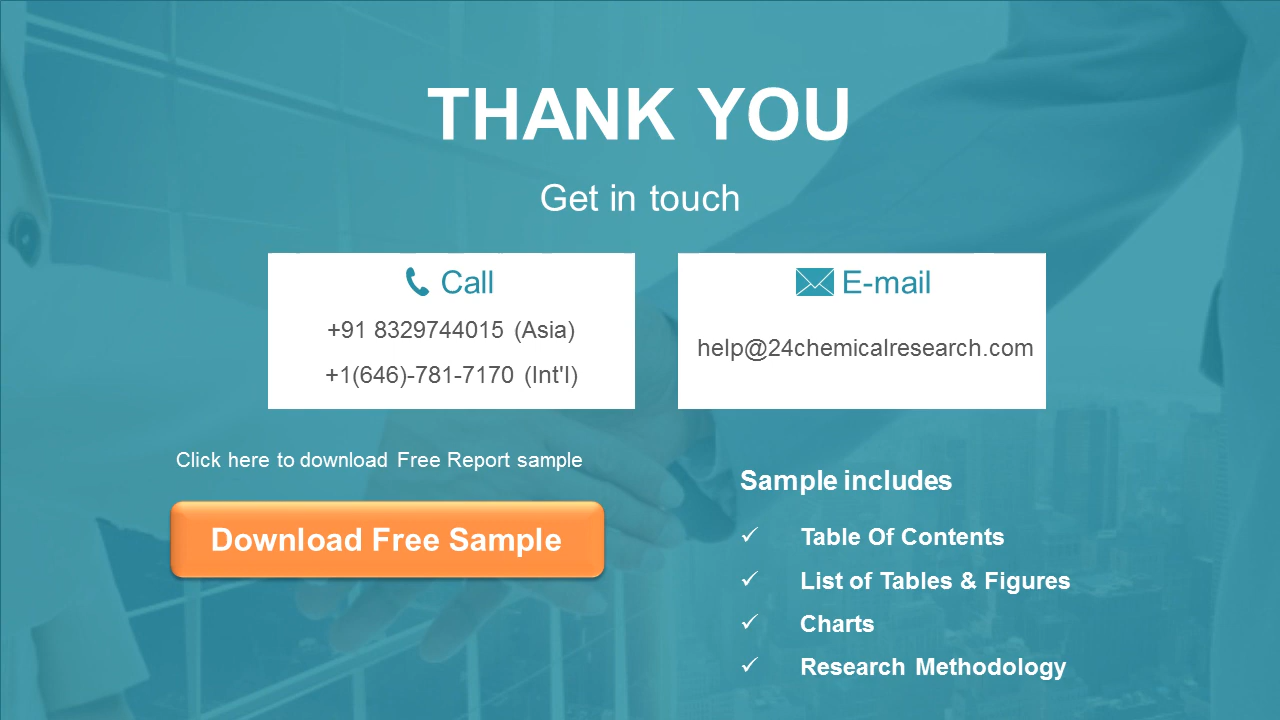 THANK YOU
Get in touch
Call
+91 8329744015 (Asia)
+1(646)-781-7170 (Int'l)
E-mail
help@24chemicalresearch.com
Click here to download Free Report sample
Download Free Sample
Sample includes
✓ Table Of Contents
✓ List of Tables & Figures
✓ Charts
✓ Research Methodology